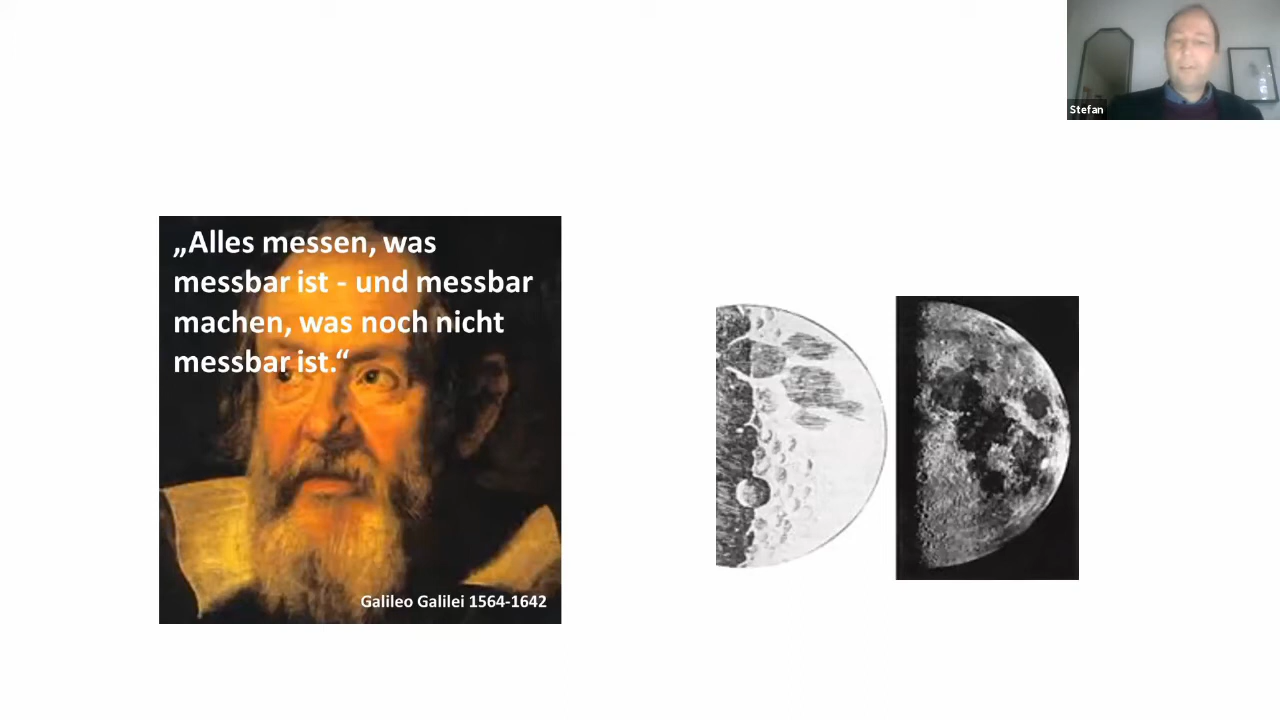 Stefan
„Alles messen, was
messbar ist - und messbar
machen, was noch nicht
messbar ist.“
Galileo Galilei 1564-1642